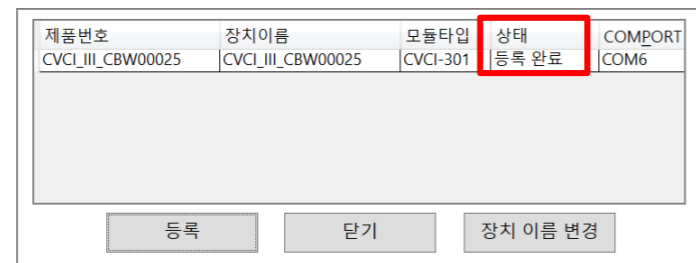 제품번호 장치이름 모듈타입 상태 COMPORT
CVCI_III_CBW00025 CVCI_III_CBW00025 CVCI-301 등록 완료 COM6
등록 닫기 장치 이름 변경